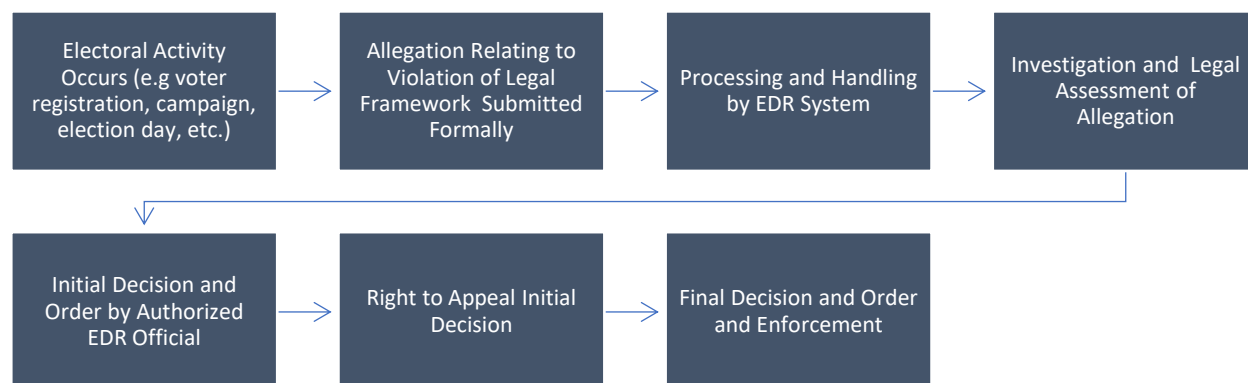 Electoral Activity
Occurs (e.g voter
registration, campaign,
election day, etc.)
Allegation Relating to
Violation of Legal
Framework Submitted
Formally
Processing and Handling
by EDR System
Investigation and Legal
Assessment of
Allegation
Initial Decision and
Order by Authorized
EDR Official
Right to Appeal Initial
Decision
Final Decision and Order
and Enforcement